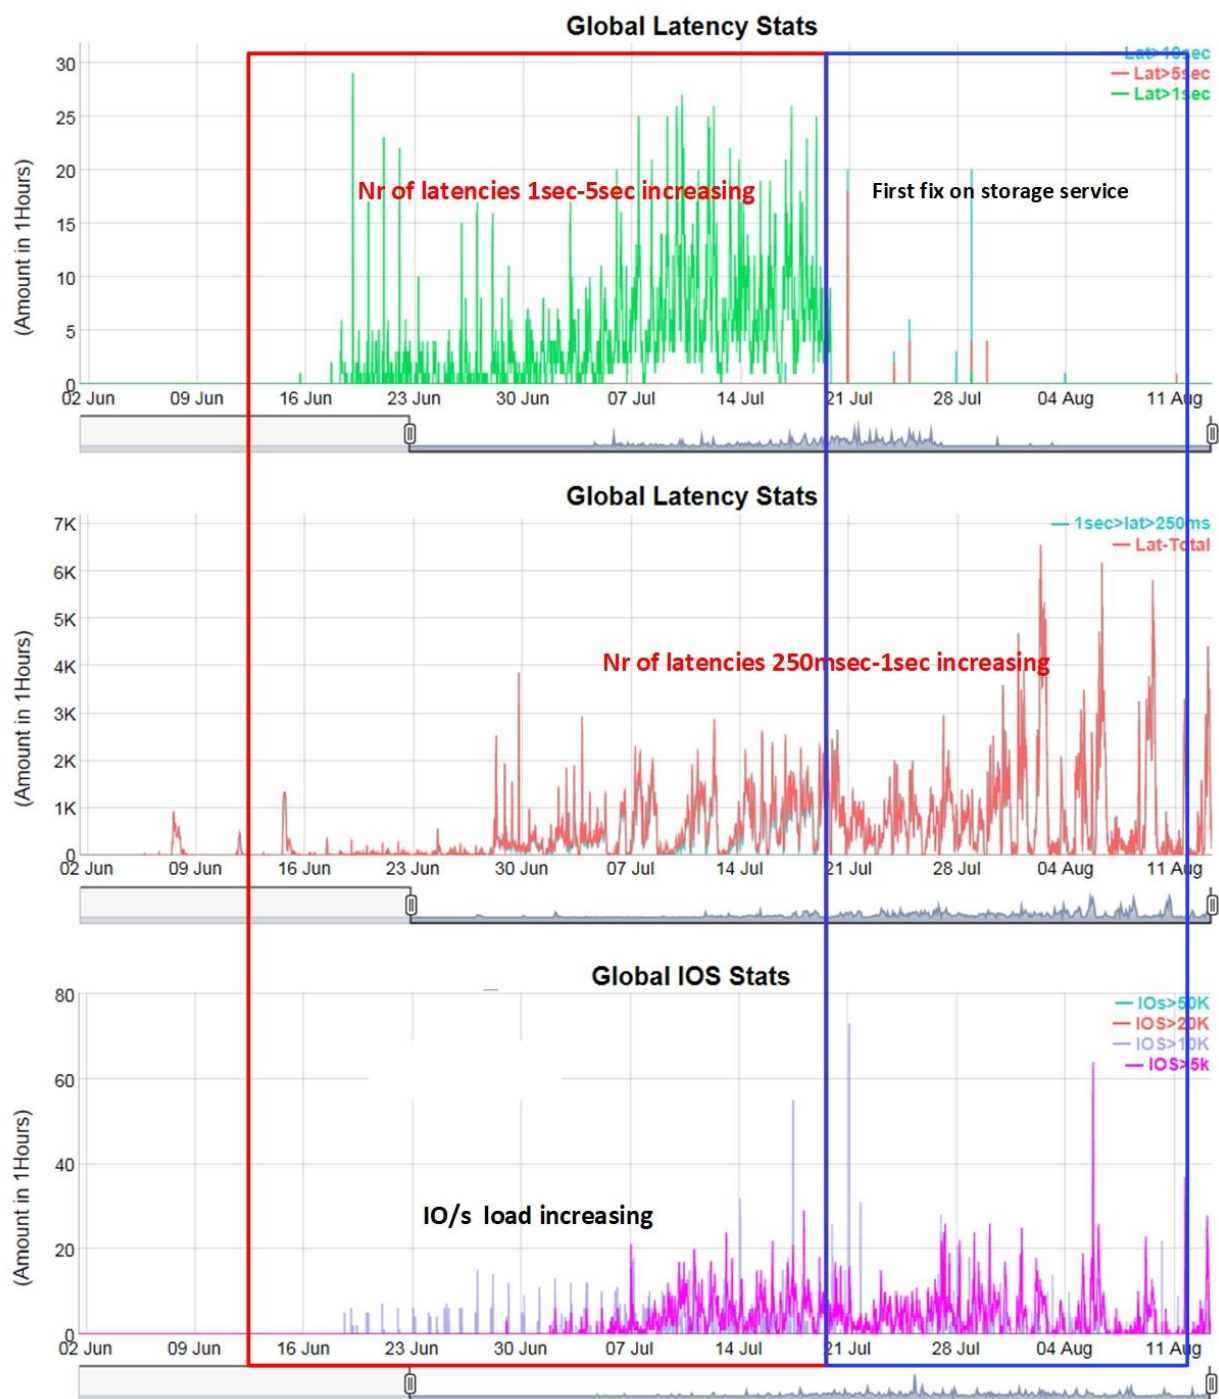 Global Latency Stats
Lat>10sec
Lat>5sec
Lat>1sec
(Amount in 1Hours)
30
25
20
15
10
5
0
Nr of latencies 1sec-5sec increasing
First fix on storage service
02 Jun 09 Jun 16 Jun 23 Jun 30 Jun 07 Jul 14 Jul 21 Jul 28 Jul 04 Aug 11 Aug
Global Latency Stats
1sec>lat>250ms
Lat-Total
(Amount in 1Hours)
7K
6K
5K
4K
3K
2K
1K
0
Nr of latencies 250msec-1sec increasing
02 Jun 09 Jun 16 Jun 23 Jun 30 Jun 07 Jul 14 Jul 21 Jul 28 Jul 04 Aug 11 Aug
Global IOS Stats
IOs>50K
IOS>20K
IOS>10K
IOS>5k
(Amount in 1Hours)
80
60
40
20
0
IO/s load increasing
02 Jun 09 Jun 16 Jun 23 Jun 30 Jun 07 Jul 14 Jul 21 Jul 28 Jul 04 Aug 11 Aug